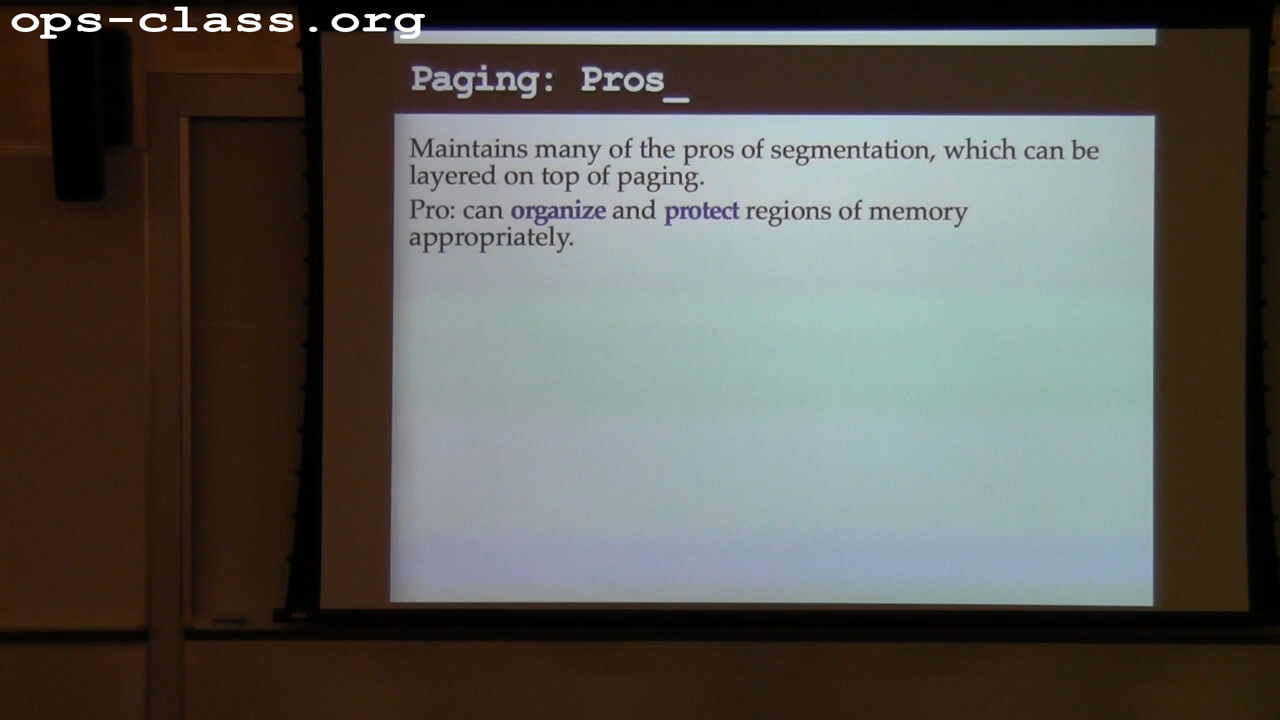 ops-class.org
Paging: Pros_
Maintains many of the pros of segmentation, which can be
layered on top of paging.
Pro: can organize and protect regions of memory
appropriately.